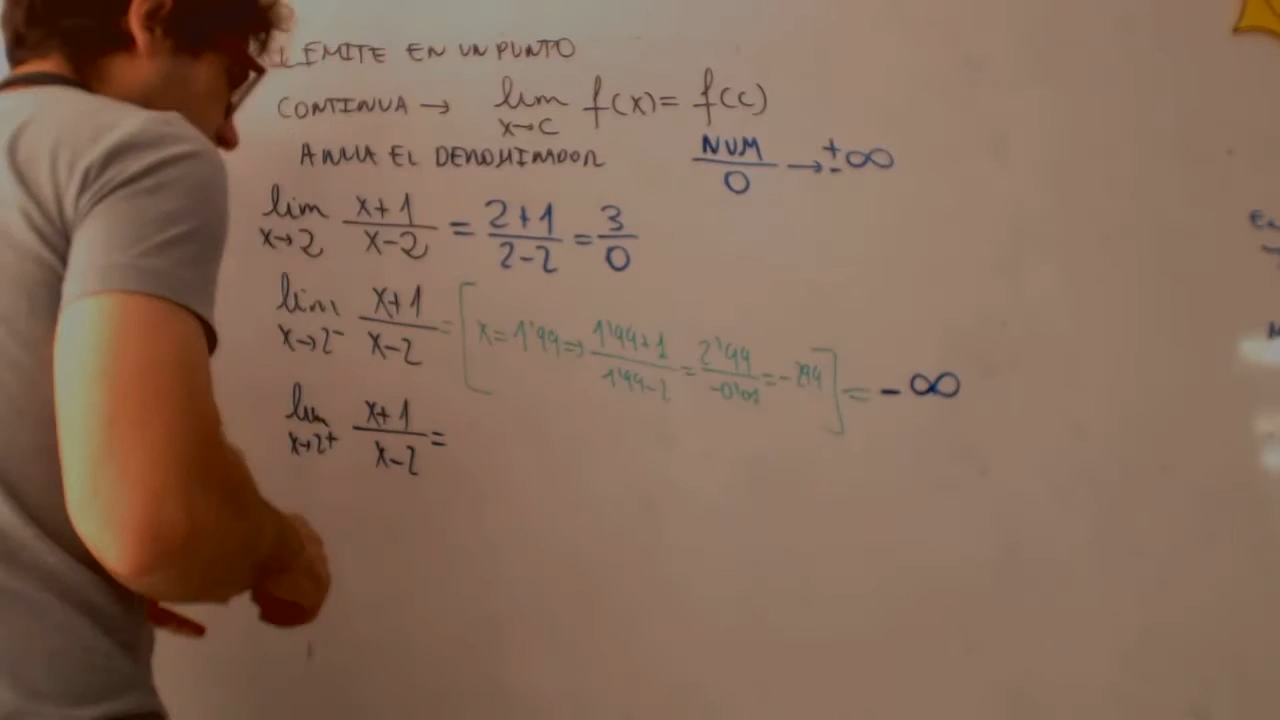 LÍMITE EN UN PUNTO
CONTINUA → lim x→c f(x) = f(c)
ANULA EL DENOMINADOR NUM/0 → ±∞
lim x→2 x+1/x-2 = 2+1/2-2 = 3/0
lim x→2⁻ x+1/x-2 = [x=1'99 ⇒ 1'99+1/1'99-2 = 2'99/-0'01 = -299] = -∞
lim x→2+ x+1/x-2 =